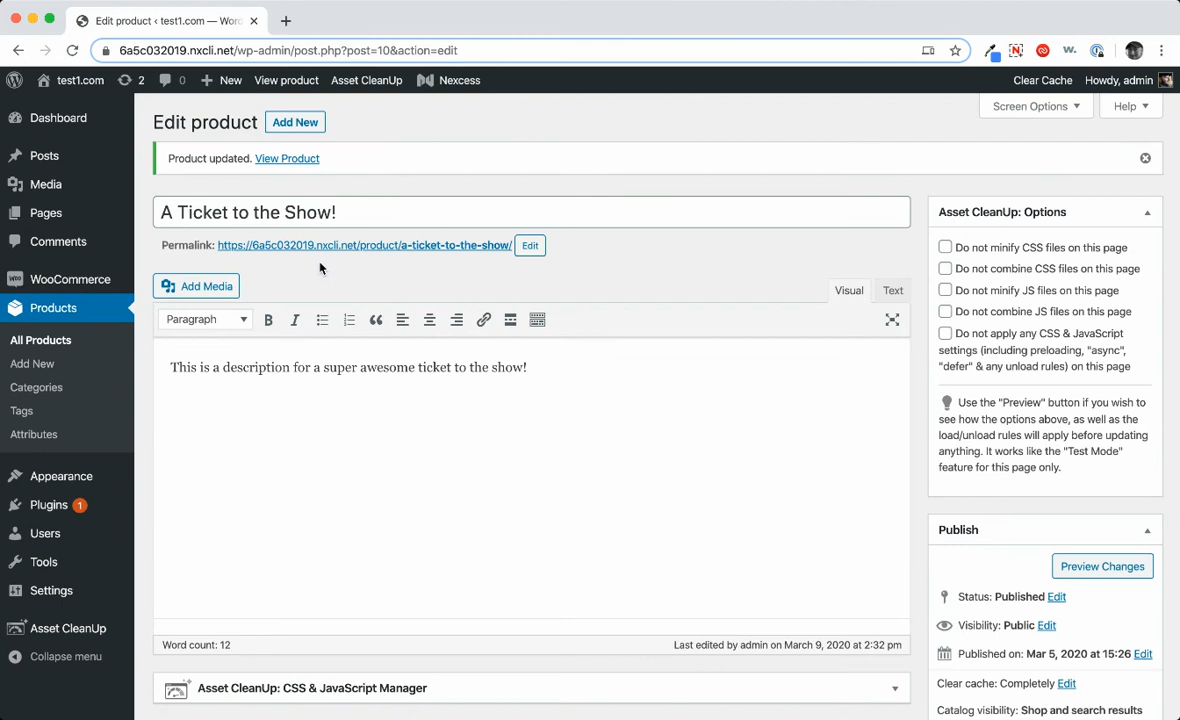 Edit product ‹ test1.com — Wor
6a5c032019.nxcli.net/wp-admin/post.php?post=10&action=edit
test1.com 2 0 New View product Asset CleanUp Nexcess Clear Cache Howdy, admin
Screen Options Help
Dashboard
Posts
Media
Pages
Comments
WooCommerce
Products
All Products
Add New
Categories
Tags
Attributes
Appearance
Plugins 1
Users
Tools
Settings
Asset CleanUp
Collapse menu
Edit product Add New
Product updated. View Product
A Ticket to the Show!
Permalink: https://6a5c032019.nxcli.net/product/a-ticket-to-the-show/ Edit
Add Media
Visual Text
Paragraph
This is a description for a super awesome ticket to the show!
Word count: 12 Last edited by admin on March 9, 2020 at 2:32 pm
Asset CleanUp: CSS & JavaScript Manager
Asset CleanUp: Options
Do not minify CSS files on this page
Do not combine CSS files on this page
Do not minify JS files on this page
Do not combine JS files on this page
Do not apply any CSS & JavaScript
settings (including preloading, "async",
"defer" & any unload rules) on this page
Use the "Preview" button if you wish to
see how the options above, as well as the
load/unload rules will apply before updating
anything. It works like the "Test Mode"
feature for this page only.
Publish
Preview Changes
Status: Published Edit
Visibility: Public Edit
Published on: Mar 5, 2020 at 15:26 Edit
Clear cache: Completely Edit
Catalog visibility: Shop and search results